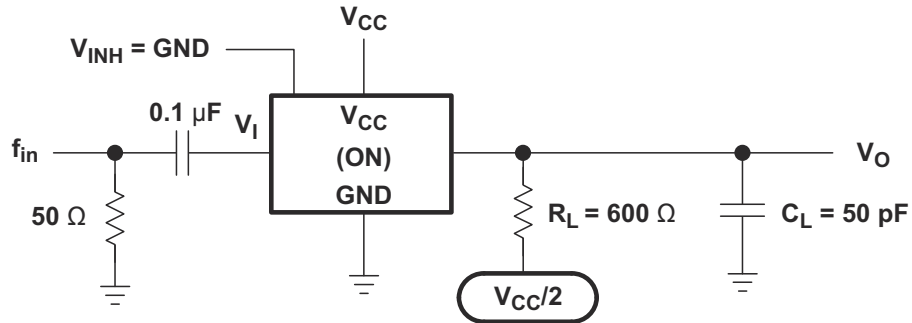 V_CC
V_INH = GND
0.1 µF
V_I
V_CC
f_in
(ON)
V_O
GND
50 Ω
R_L = 600 Ω
C_L = 50 pF
V_CC/2